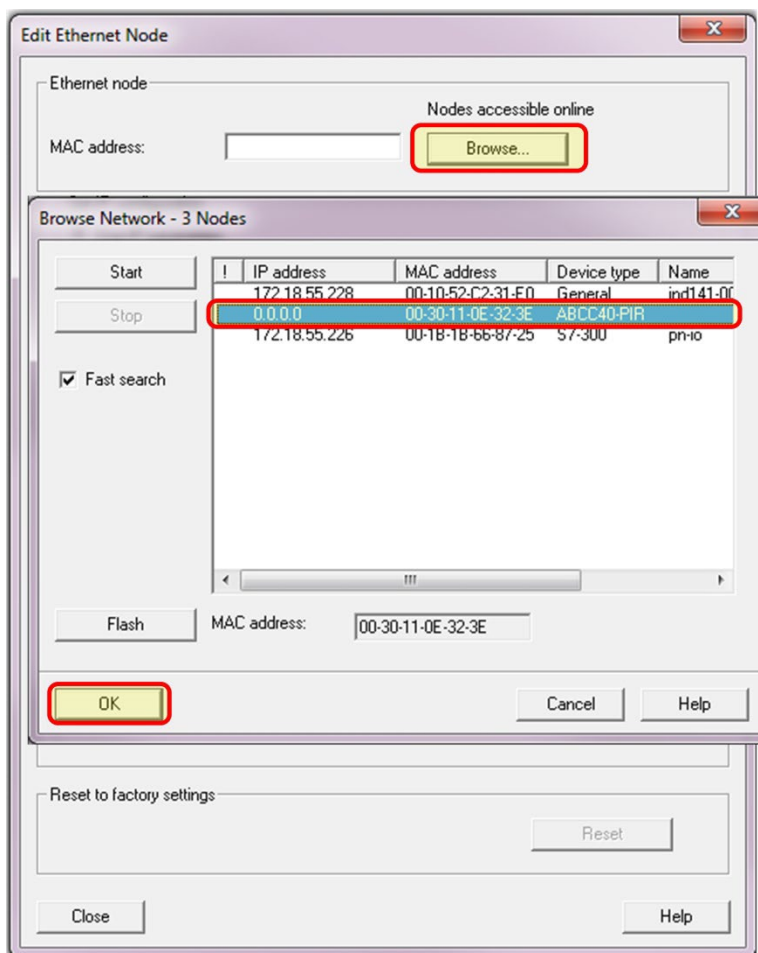 Edit Ethernet Node
Ethernet node
Nodes accessible online
MAC address:
Browse...
Browse Network - 3 Nodes
Start
Stop
Fast search
! IP address MAC address Device type Name
172.18.55.228 00-10-52-C2-31-E0 General ind141-00
0.0.0.0 00-30-11-0E-32-3E ABCC40-PIR
172.18.55.226 00-1B-1B-66-87-25 S7-300 pn-io
Flash
MAC address: 00-30-11-0E-32-3E
OK Cancel Help
Reset to factory settings
Reset
Close Help